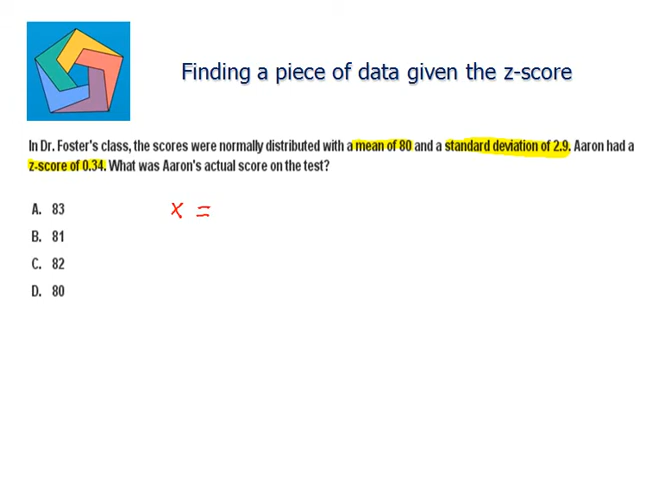 Finding a piece of data given the z-score
In Dr. Foster's class, the scores were normally distributed with a mean of 80 and a standard deviation of 2.9. Aaron had a
z-score of 0.34. What was Aaron's actual score on the test?
A. 83
x =
B. 81
C. 82
D. 80